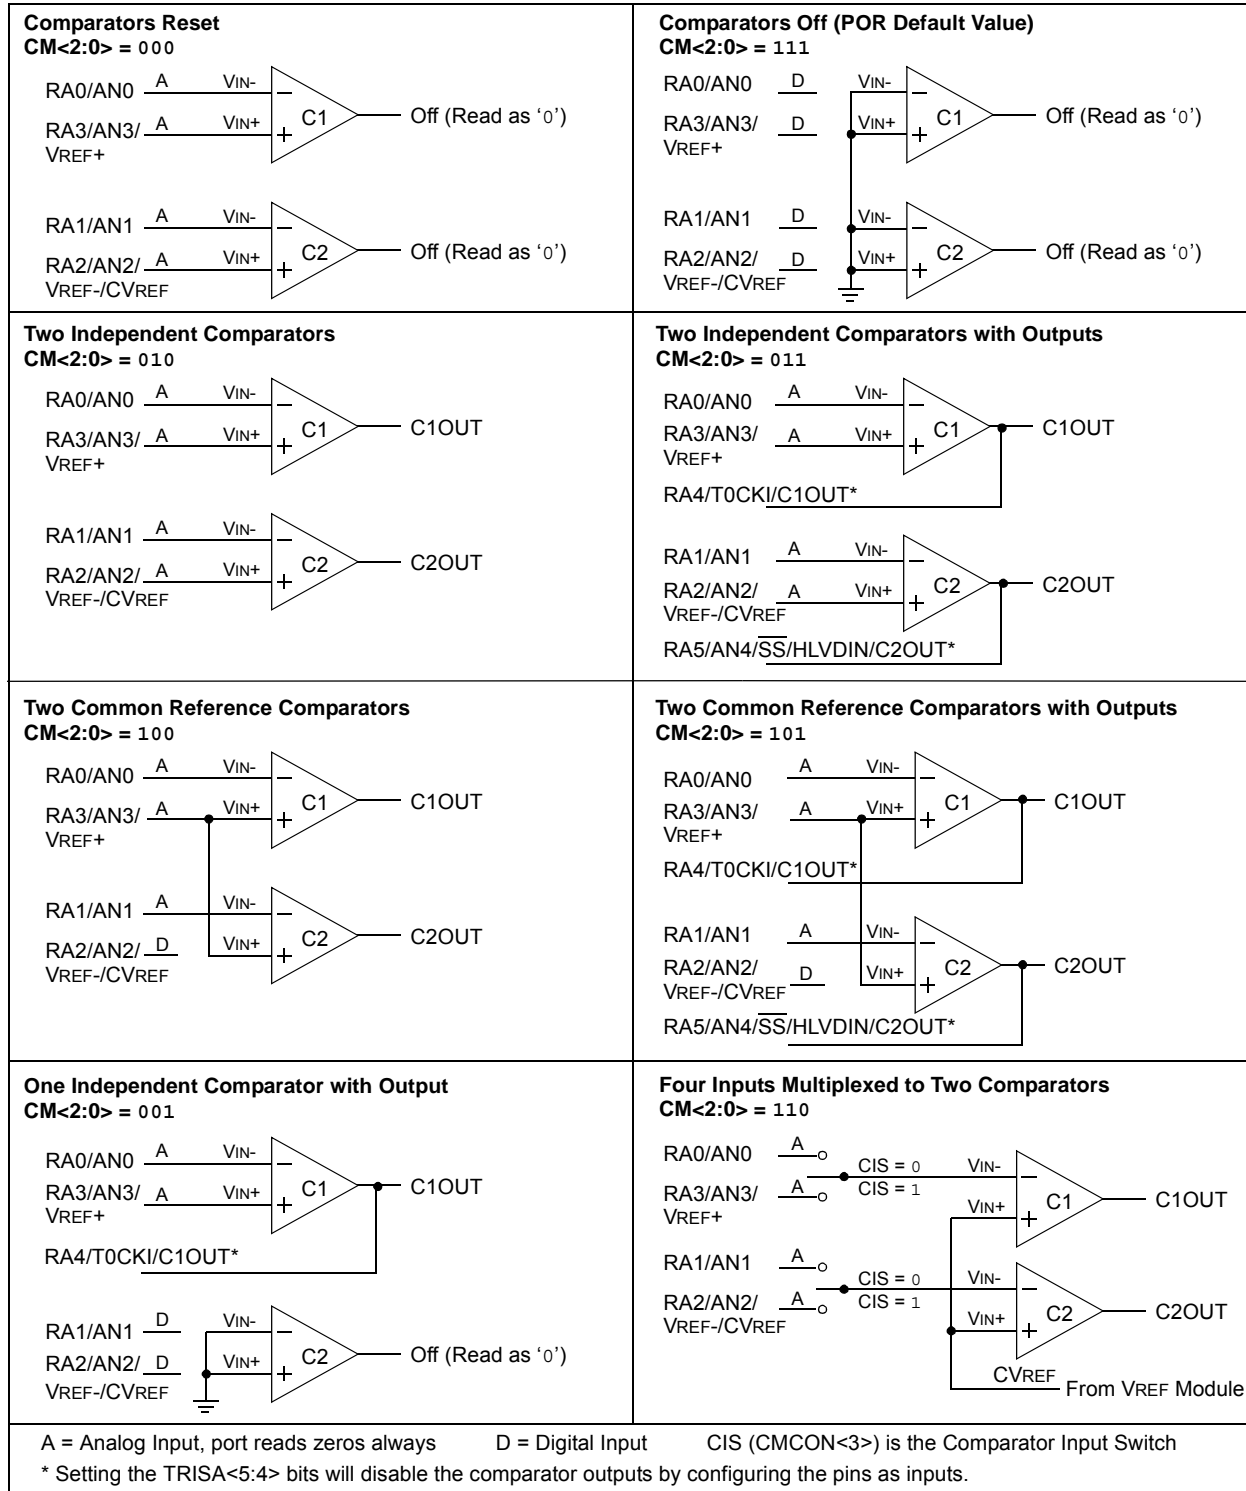 Comparators Reset
CM<2:0> = 000
RA0/AN0 A VIN-
RA3/AN3/ A VIN+
VREF+
C1
Off (Read as ‘0’)
RA1/AN1 A VIN-
RA2/AN2/ A VIN+
VREF-/CVREF
C2
Off (Read as ‘0’)
Comparators Off (POR Default Value)
CM<2:0> = 111
RA0/AN0 D VIN-
RA3/AN3/ D VIN+
VREF+
C1
Off (Read as ‘0’)
RA1/AN1 D VIN-
RA2/AN2/ D VIN+
VREF-/CVREF
C2
Off (Read as ‘0’)
Two Independent Comparators
CM<2:0> = 010
RA0/AN0 A VIN-
RA3/AN3/ A VIN+
VREF+
C1
C1OUT
RA1/AN1 A VIN-
RA2/AN2/ A VIN+
VREF-/CVREF
C2
C2OUT
Two Independent Comparators with Outputs
CM<2:0> = 011
RA0/AN0 A VIN-
RA3/AN3/ A VIN+
VREF+
C1
C1OUT
RA4/T0CKI/C1OUT*
RA1/AN1 A VIN-
RA2/AN2/ A VIN+
VREF-/CVREF
C2
C2OUT
RA5/AN4/SS/HLVDIN/C2OUT*
Two Common Reference Comparators
CM<2:0> = 100
RA0/AN0 A VIN-
RA3/AN3/ A VIN+
VREF+
C1
C1OUT
RA1/AN1 A VIN-
RA2/AN2/ D VIN+
VREF-/CVREF
C2
C2OUT
Two Common Reference Comparators with Outputs
CM<2:0> = 101
RA0/AN0 A VIN-
RA3/AN3/ A VIN+
VREF+
C1
C1OUT
RA4/T0CKI/C1OUT*
RA1/AN1 A VIN-
RA2/AN2/ D VIN+
VREF-/CVREF
C2
C2OUT
RA5/AN4/SS/HLVDIN/C2OUT*
One Independent Comparator with Output
CM<2:0> = 001
RA0/AN0 A VIN-
RA3/AN3/ A VIN+
VREF+
C1
C1OUT
RA4/T0CKI/C1OUT*
RA1/AN1 D VIN-
RA2/AN2/ D VIN+
VREF-/CVREF
C2
Off (Read as ‘0’)
Four Inputs Multiplexed to Two Comparators
CM<2:0> = 110
RA0/AN0 A
CIS = 0 VIN-
RA3/AN3/ A CIS = 1
VREF+
VIN+
C1
C1OUT
RA1/AN1 A
CIS = 0 VIN-
RA2/AN2/ A CIS = 1
VREF-/CVREF
VIN+
C2
C2OUT
CVREF
From VREF Module
A = Analog Input, port reads zeros always D = Digital Input CIS (CMCON<3>) is the Comparator Input Switch
* Setting the TRISA<5:4> bits will disable the comparator outputs by configuring the pins as inputs.